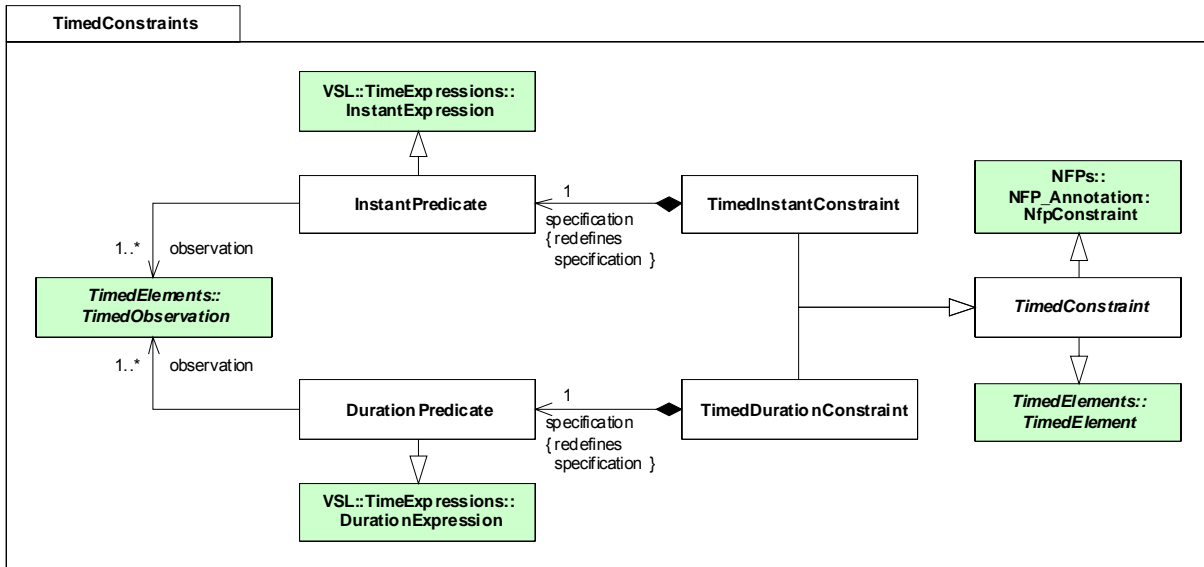 TimedConstraints
VSL::TimeExpressions::
InstantExpression
InstantPredicate
1
specification
{ redefines
specification }
TimedInstantConstraint
NFPs::
NFP_Annotation::
NfpConstraint
1..* observation
TimedElements::
TimedObservation
TimedConstraint
1..* observation
DurationPredicate
1
specification
{ redefines
specification }
TimedDurationConstraint
TimedElements::
TimedElement
VSL::TimeExpressions::
DurationExpression